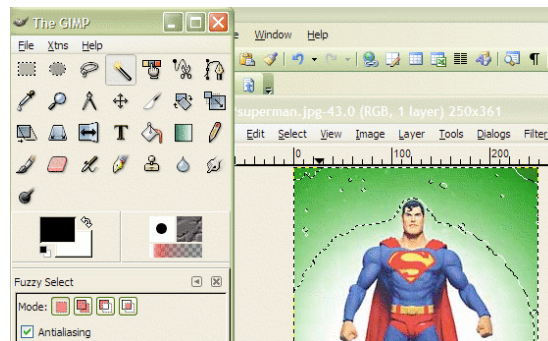 The GIMP
File Xtns Help
Window Help
superman.jpg-43.0 (RGB, 1 layer) 250x361
Edit Select View Image Layer Tools Dialogs Filter
0 100 200
T
Fuzzy Select
Mode:
Antialiasing